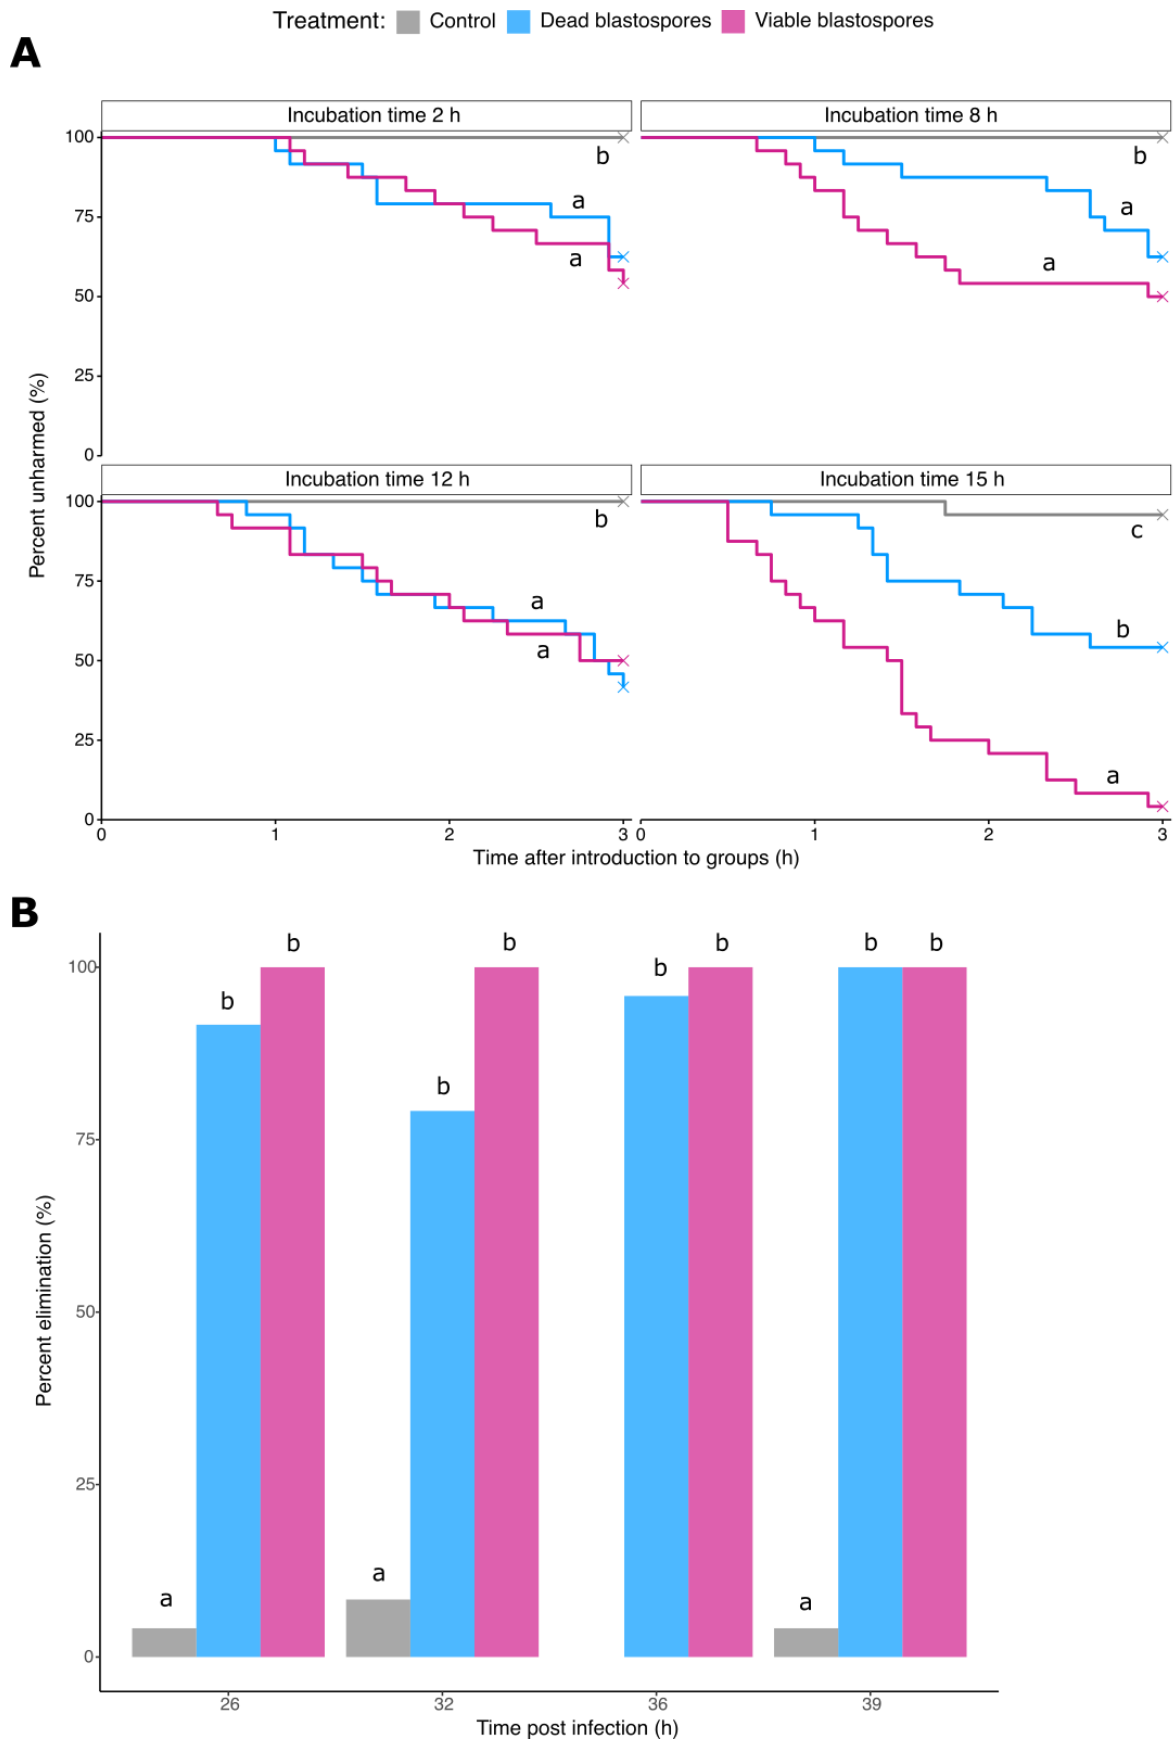 Treatment: Control Dead blastospores Viable blastospores
A
Incubation time 2 h Incubation time 8 h
100
75
50
25
0
b
a
a
b
a
a
Percent unharmed (%)
Incubation time 12 h Incubation time 15 h
100
75
50
25
0
b
a
a
c
b
a
0 1 2 3 0 1 2 3
Time after introduction to groups (h)
B
100
75
50
25
0
Percent elimination (%)
a b b
a b b
b b
a b b
26 32 36 39
Time post infection (h)